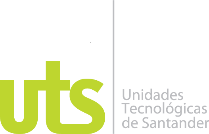 uts
Unidades
Tecnológicas
de Santander